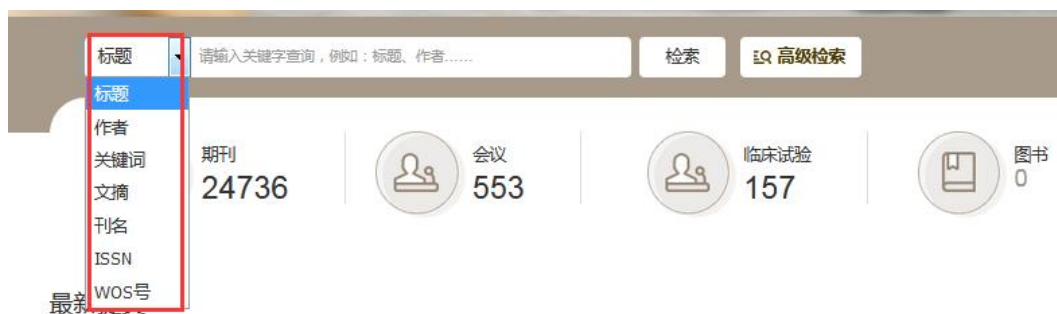 标题 请输入关键字查询，例如：标题、作者...... 检索 高级检索
标题
作者
关键词
文摘
刊名
ISSN
WOS号
期刊
24736
会议
553
临床试验
157
图书
0
最新